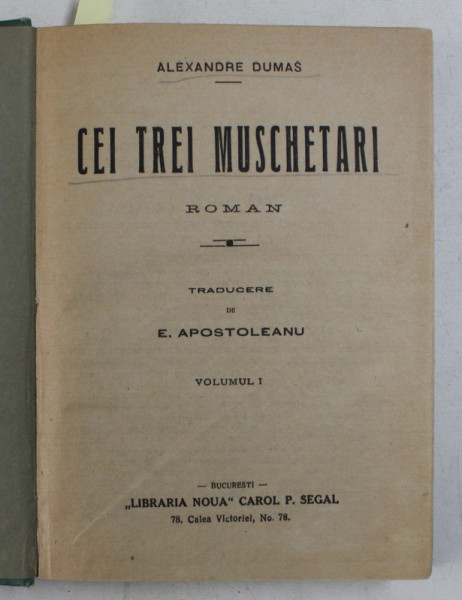 ALEXANDRE DUMAS
CEI TREI MUSCHETARI
ROMAN
TRADUCERE
DE
E. APOSTOLEANU
VOLUMUL I
— BUCURESTI —
„LIBRARIA NOUA“ CAROL P. SEGAL
78, Calea Victoriei, No. 78.